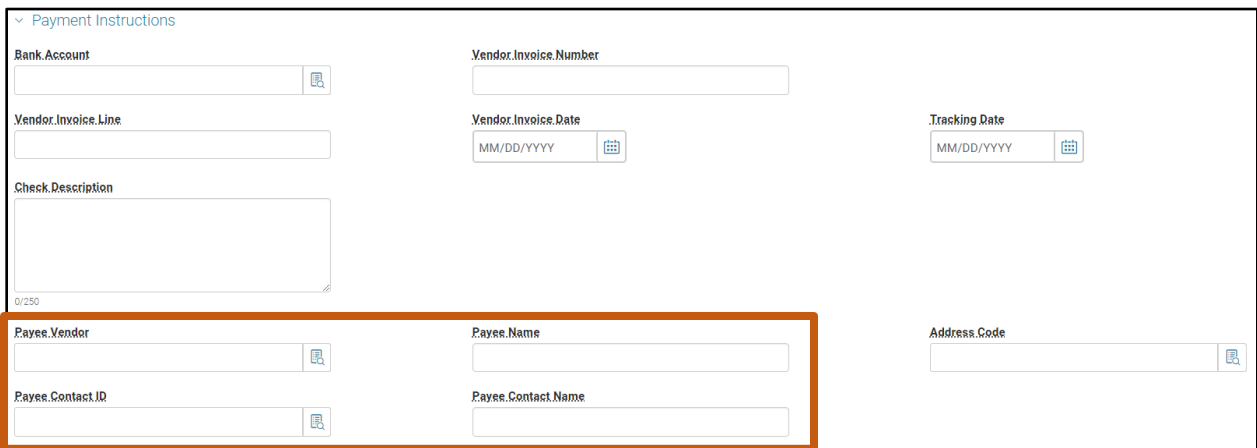 Payment Instructions
Bank Account Vendor Invoice Number
Vendor Invoice Line Vendor Invoice Date Tracking Date
MM/DD/YYYY MM/DD/YYYY
Check Description
0/250
Payee Vendor Payee Name Address Code
Payee Contact ID Payee Contact Name